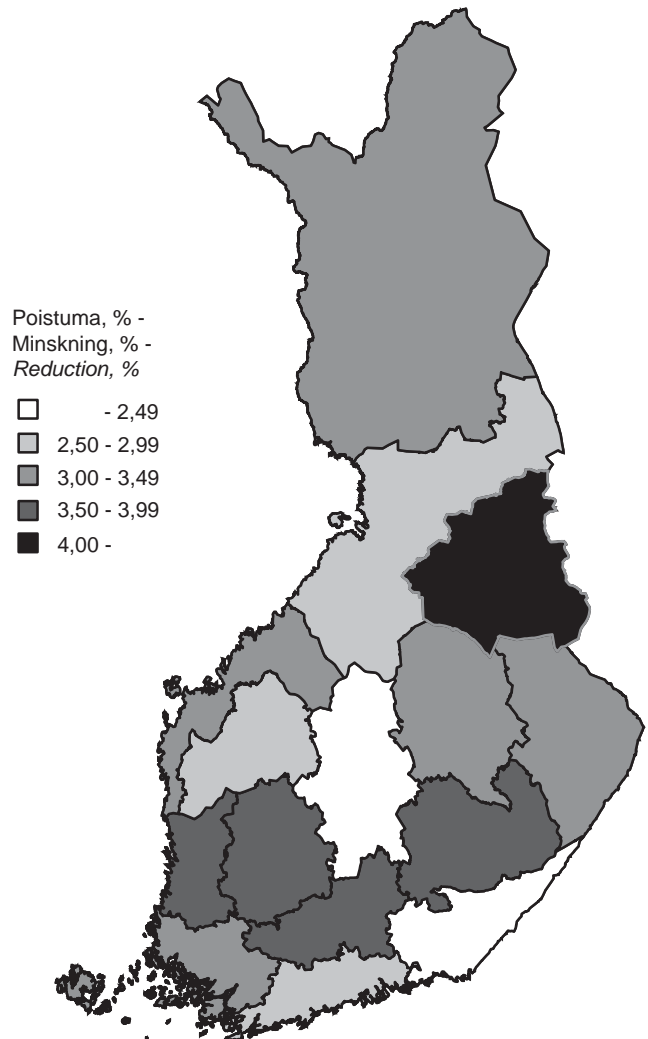 Poistuma, % -
Minskning, % -
Reduction, %
- 2,49
2,50 - 2,99
3,00 - 3,49
3,50 - 3,99
4,00 -